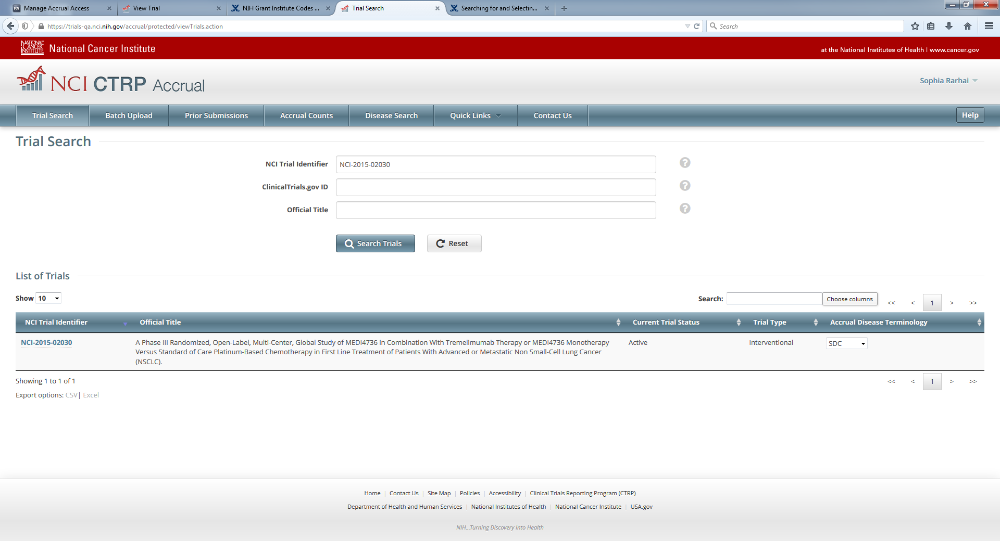 PA Manage Accrual Access
View Trial
NIH Grant Institute Codes ...
Trial Search
Searching for and Selectin...
https://trials-qa.nci.nih.gov/accrual/protected/viewTrials.action
Search
NATIONAL CANCER INSTITUTE
National Cancer Institute
at the National Institutes of Health | www.cancer.gov
NCI CTRP Accrual
Sophia Rarhai
Trial Search
Batch Upload
Prior Submissions
Accrual Counts
Disease Search
Quick Links
Contact Us
Help
Trial Search
NCI Trial Identifier NCI-2015-02030 ?
ClinicalTrials.gov ID ?
Official Title ?
Search Trials Reset
List of Trials
Show 10
Search: Choose columns << < 1 > >>
NCI Trial Identifier Official Title Current Trial Status Trial Type Accrual Disease Terminology
NCI-2015-02030 A Phase III Randomized, Open-Label, Multi-Center, Global Study of MEDI4736 in Combination With Tremelimumab Therapy or MEDI4736 Monotherapy Active Interventional SDC
Versus Standard of Care Platinum-Based Chemotherapy in First Line Treatment of Patients With Advanced or Metastatic Non Small-Cell Lung Cancer
(NSCLC).
Showing 1 to 1 of 1 << < 1 > >>
Export options: CSV| Excel
Home | Contact Us | Site Map | Policies | Accessibility | Clinical Trials Reporting Program (CTRP)
Department of Health and Human Services | National Institutes of Health | National Cancer Institute | USA.gov
NIH...Turning Discovery Into Health